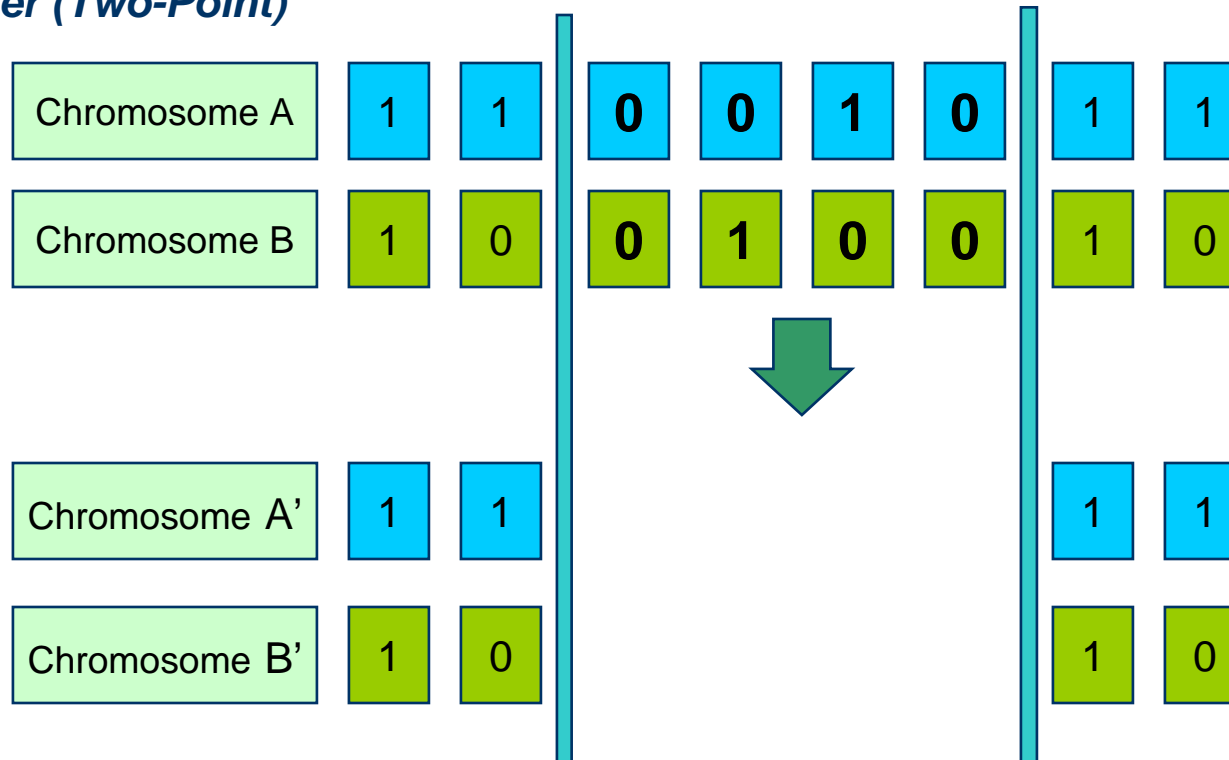 er (Two-Point)
Chromosome A 1 1 0 0 1 0 1 1
Chromosome B 1 0 0 1 0 0 1 0
Chromosome A’ 1 1 1 1
Chromosome B’ 1 0 1 0